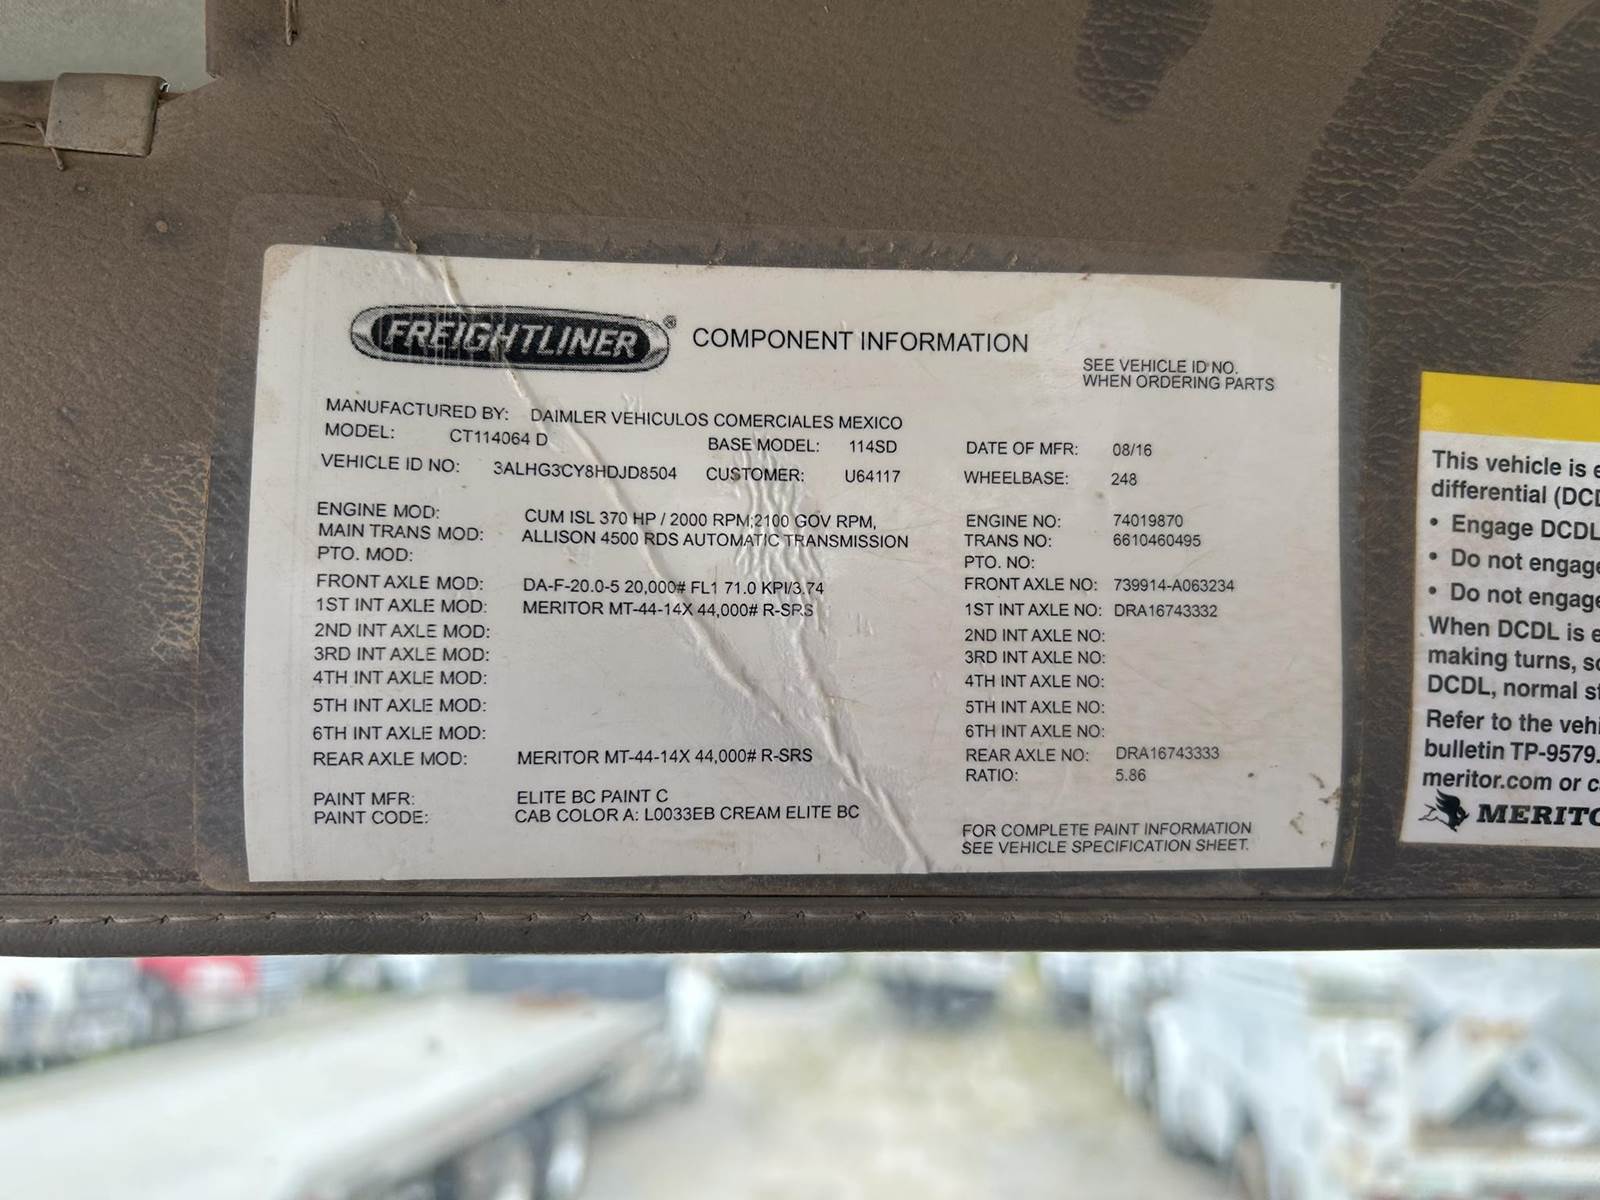 FREIGHTLINER® COMPONENT INFORMATION
SEE VEHICLE ID NO.
WHEN ORDERING PARTS
MANUFACTURED BY: DAIMLER VEHICULOS COMERCIALES MEXICO
MODEL: CT114064 D BASE MODEL: 114SD DATE OF MFR: 08/16
VEHICLE ID NO: 3ALHG3CY8HDJD8504 CUSTOMER: U64117 WHEELBASE: 248
ENGINE MOD: CUM ISL 370 HP / 2000 RPM;2100 GOV RPM, ENGINE NO: 74019870
MAIN TRANS MOD: ALLISON 4500 RDS AUTOMATIC TRANSMISSION TRANS NO: 6610460495
PTO. MOD: PTO. NO:
FRONT AXLE MOD: DA-F-20.0-5 20,000# FL1 71.0 KPI/3.74 FRONT AXLE NO: 739914-A063234
1ST INT AXLE MOD: MERITOR MT-44-14X 44,000# R-SRS 1ST INT AXLE NO: DRA16743332
2ND INT AXLE MOD: 2ND INT AXLE NO:
3RD INT AXLE MOD: 3RD INT AXLE NO:
4TH INT AXLE MOD: 4TH INT AXLE NO:
5TH INT AXLE MOD: 5TH INT AXLE NO:
6TH INT AXLE MOD: 6TH INT AXLE NO:
REAR AXLE MOD: MERITOR MT-44-14X 44,000# R-SRS REAR AXLE NO: DRA16743333
RATIO: 5.86
PAINT MFR: ELITE BC PAINT C
PAINT CODE: CAB COLOR A: L0033EB CREAM ELITE BC
FOR COMPLETE PAINT INFORMATION
SEE VEHICLE SPECIFICATION SHEET.
This vehicle is
differential
• Engage DCDL
• Do not engage
• Do not engage
When DCDL is
making turns,
DCDL, normal
Refer to the
bulletin TP-9579.
meritor.com or